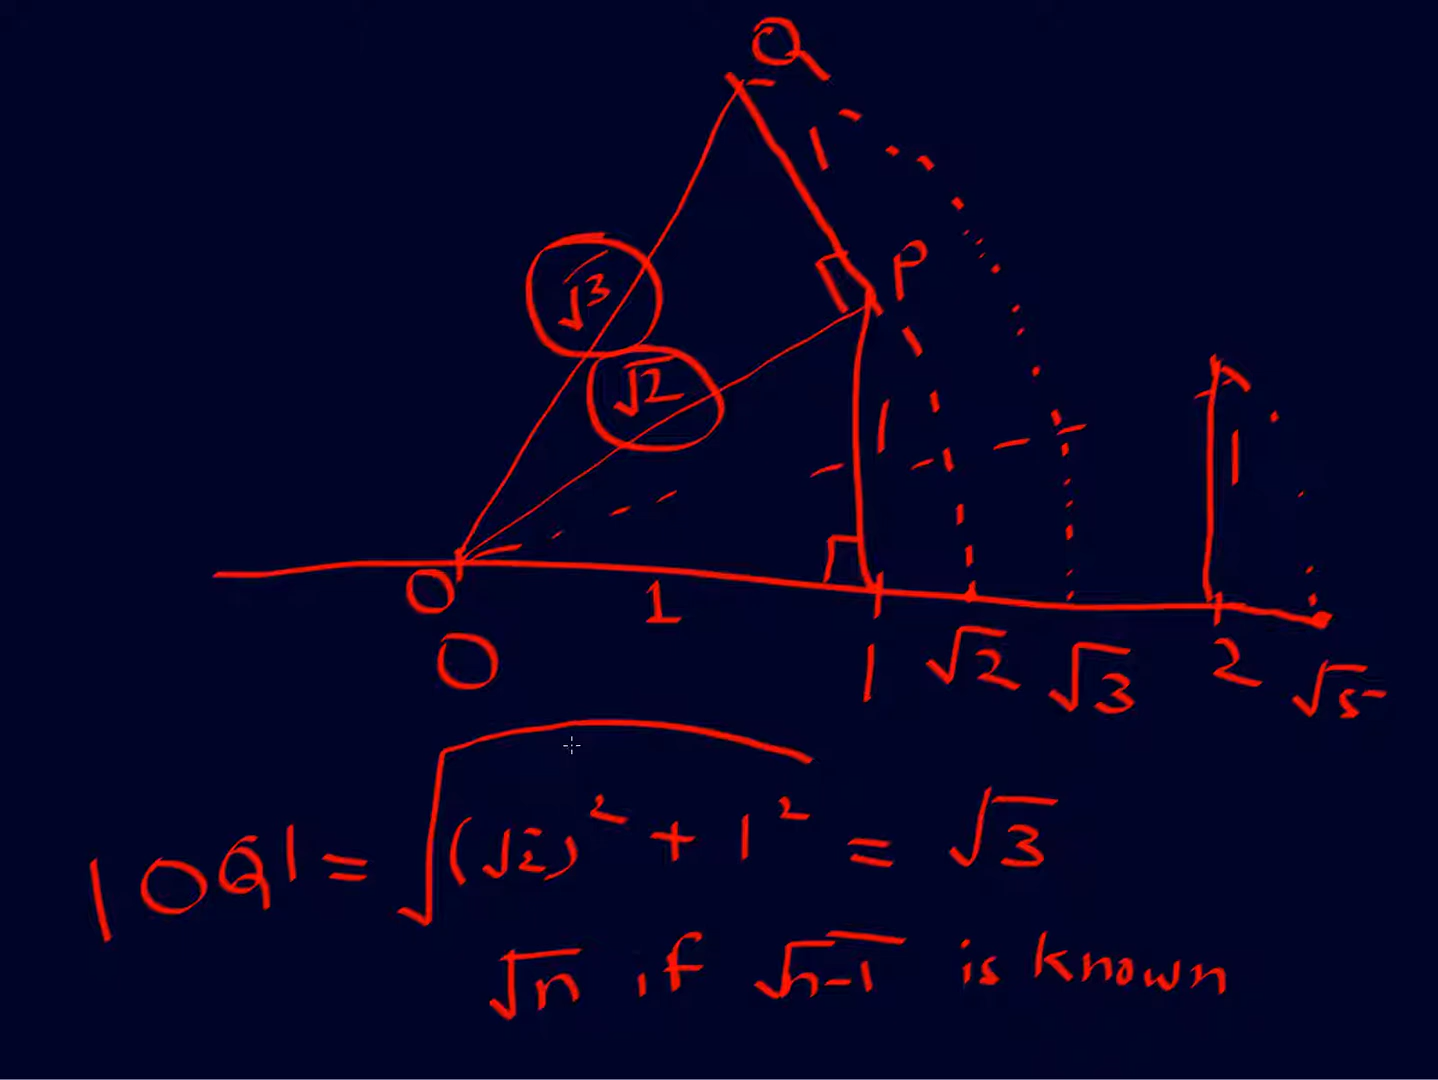 Q
1
P
√3
√2
1
1
O
1
0
1
√2
√3
2
√5
|OQ| = √((√2)² + 1²) = √3
√n if √n-1 is known